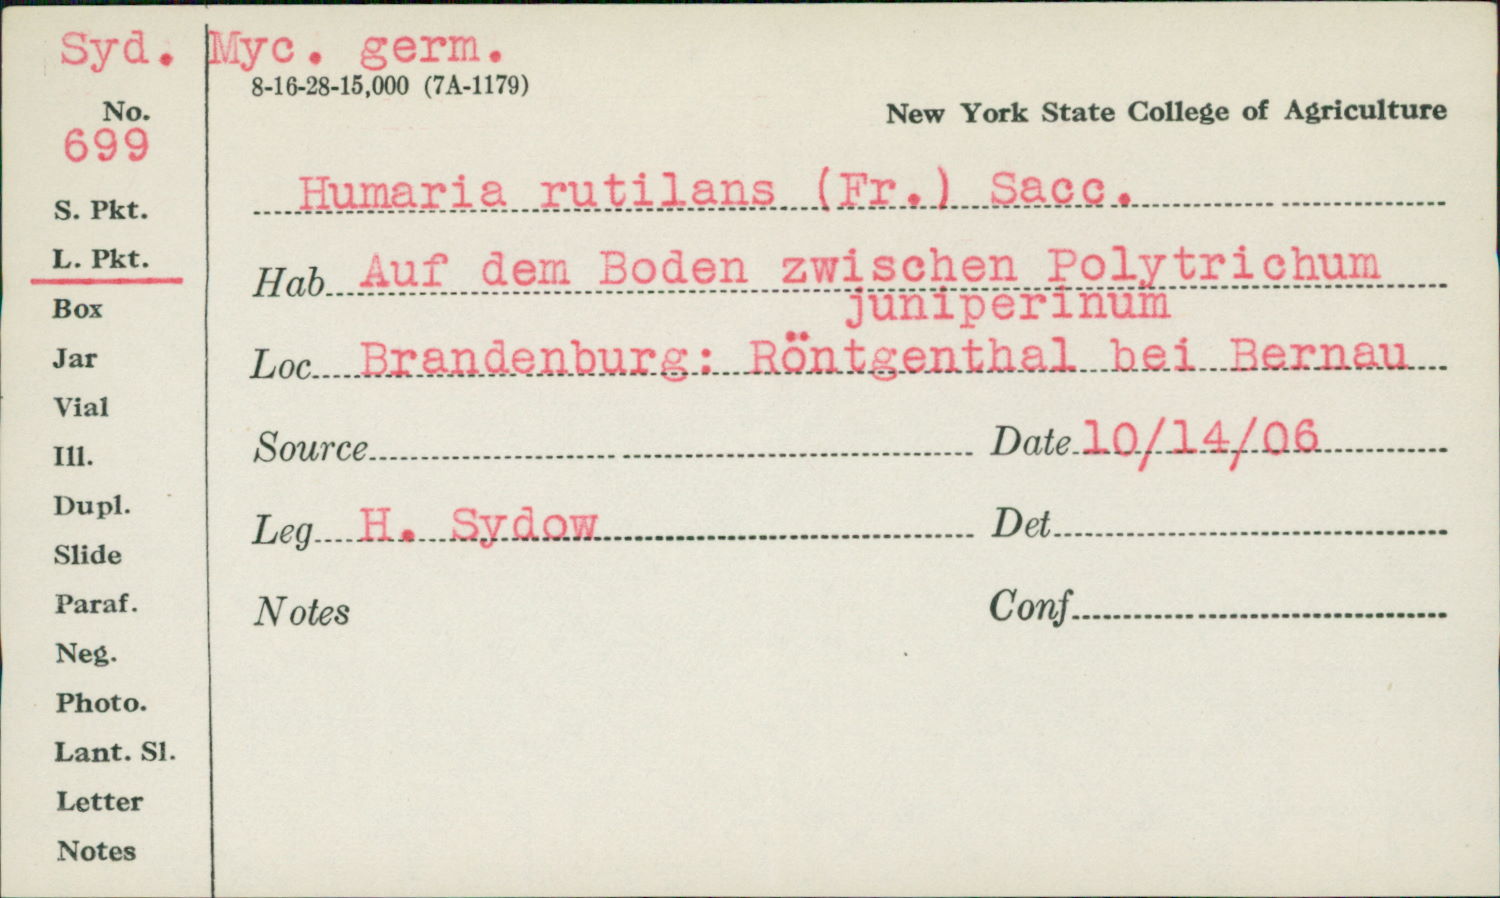 Syd. Myc. germ.
8-16-28-15,000 (7A-1179)
No.
699
New York State College of Agriculture
Humaria rutilans (Fr.) Sacc.
S. Pkt.
L. Pkt.
Hab. Auf dem Boden zwischen Polytrichum
juniperinum
Box
Jar
Loc. Brandenburg: Röntgenthal bei Bernau
Vial
Ill.
Source
Date 10/14/06
Dupl.
Slide
Leg. H. Sydow
Det
Paraf.
Notes
Conf
Neg.
Photo.
Lant. Sl.
Letter
Notes